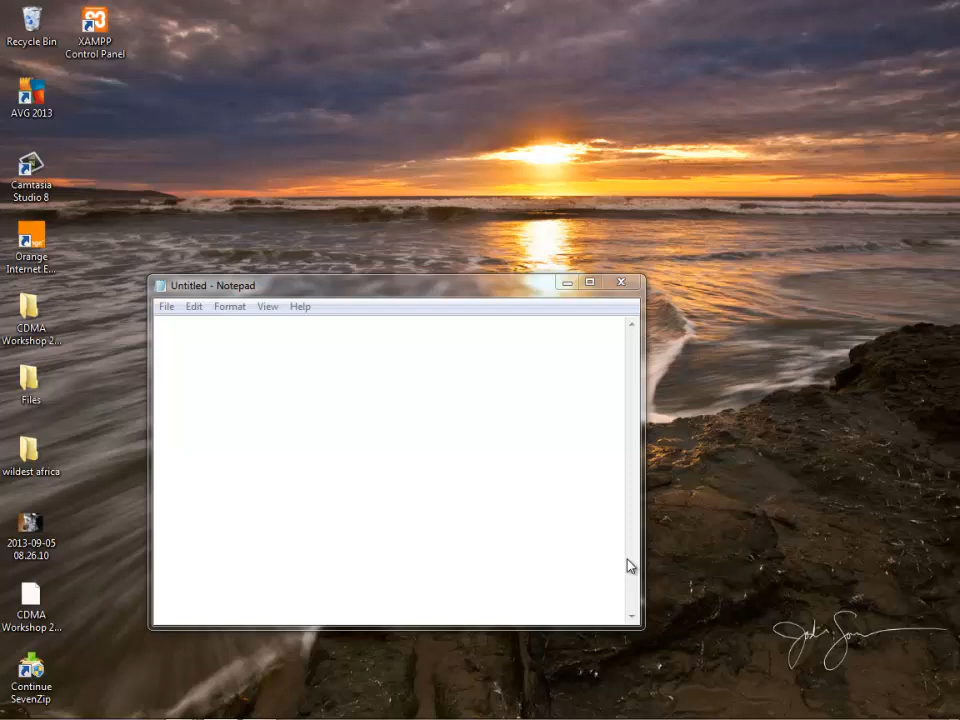 Recycle Bin
XAMPP
Control Panel
AVG 2013
Camtasia
Studio 8
Orange
Internet E...
CDMA
Workshop 2...
Files
wildest africa
2013-09-05
08.26.10
CDMA
Workshop 2...
Continue
SevenZip
Untitled - Notepad
File Edit Format View Help